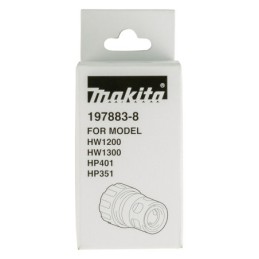 makita
197883-8
FOR MODEL
HW1200
HW1300
HP401
HP351